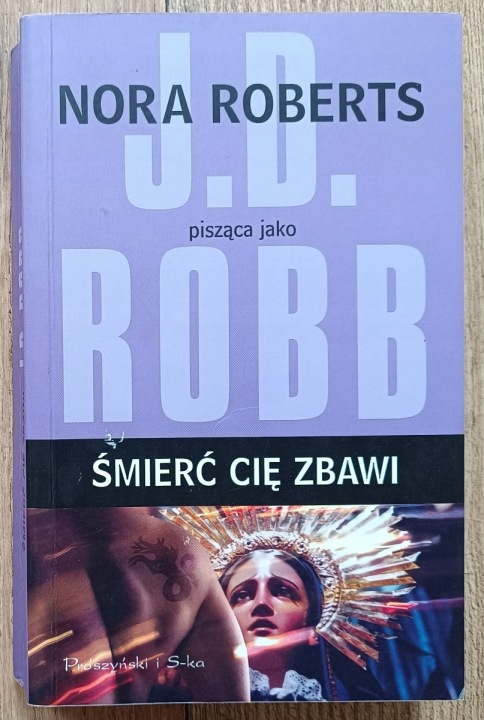 NORA ROBERTS
J.D.
pisząca jako
ROBB
ŚMIERĆ CIĘ ZBAWI
Prószyński i S-ka